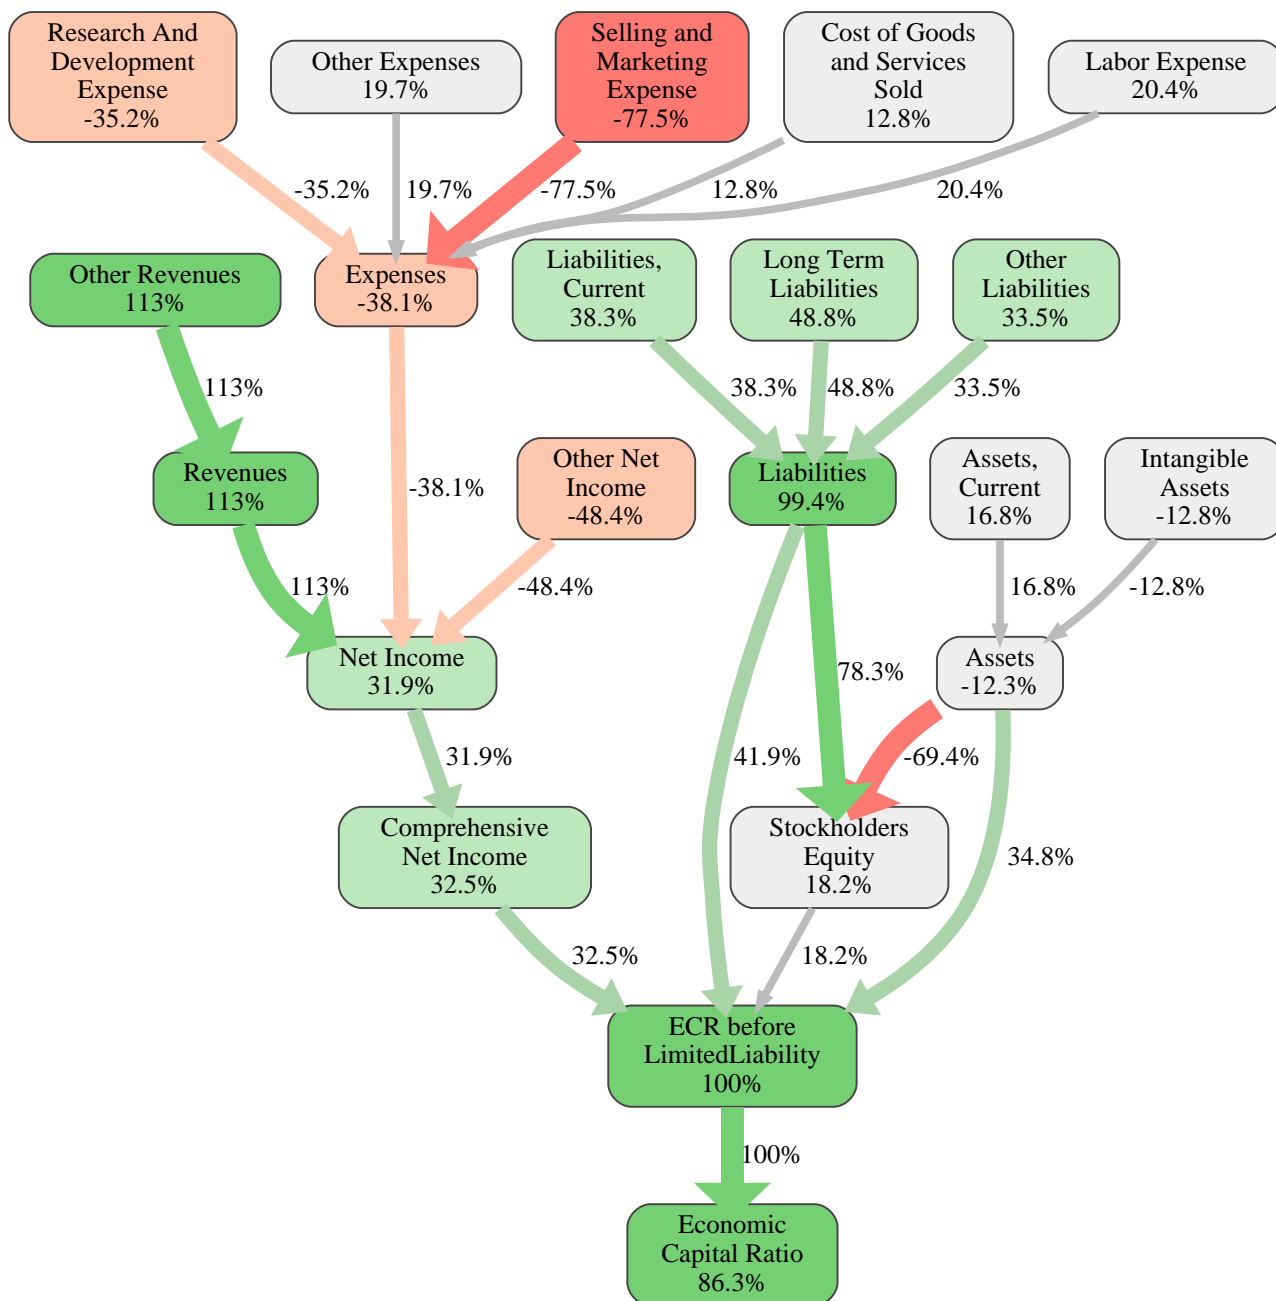 Research And
Development
Expense
-35.2%
Other Expenses
19.7%
Selling and
Marketing
Expense
-77.5%
Cost of Goods
and Services
Sold
12.8%
Labor Expense
20.4%
-35.2%
19.7%
-77.5%
12.8%
20.4%
Other Revenues
113%
Expenses
-38.1%
Liabilities,
Current
38.3%
Long Term
Liabilities
48.8%
Other
Liabilities
33.5%
113%
38.3%
48.8%
33.5%
Revenues
113%
-38.1%
Other Net
Income
-48.4%
Liabilities
99.4%
Assets,
Current
16.8%
Intangible
Assets
-12.8%
113%
-48.4%
16.8%
-12.8%
Net Income
31.9%
78.3%
Assets
-12.3%
31.9%
41.9%
-69.4%
Comprehensive
Net Income
32.5%
Stockholders
Equity
18.2%
34.8%
32.5%
18.2%
ECR before
LimitedLiability
100%
100%
Economic
Capital Ratio
86.3%